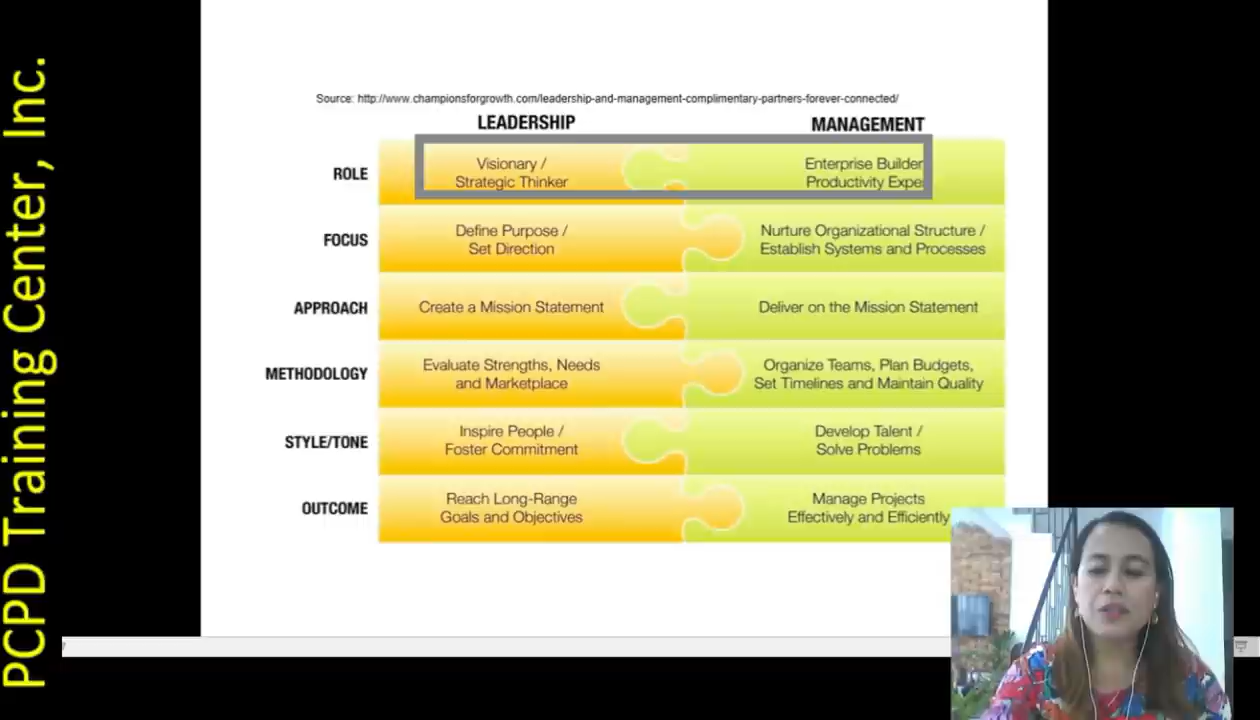 PCPD Training Center, Inc.
Source: http://www.championsforgrowth.com/leadership-and-management-complimentary-partners-forever-connected/
LEADERSHIP
MANAGEMENT
ROLE
Visionary /
Strategic Thinker
Enterprise Builder
Productivity Expe
FOCUS
Define Purpose /
Set Direction
Nurture Organizational Structure /
Establish Systems and Processes
APPROACH
Create a Mission Statement
Deliver on the Mission Statement
METHODOLOGY
Evaluate Strengths, Needs
and Marketplace
Organize Teams, Plan Budgets,
Set Timelines and Maintain Quality
STYLE/TONE
Inspire People /
Foster Commitment
Develop Talent /
Solve Problems
OUTCOME
Reach Long-Range
Goals and Objectives
Manage Projects
Effectively and Efficiently